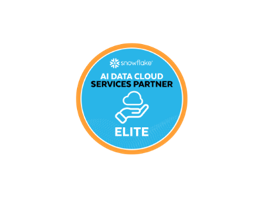 snowflake
AI DATA CLOUD
SERVICES PARTNER
ELITE